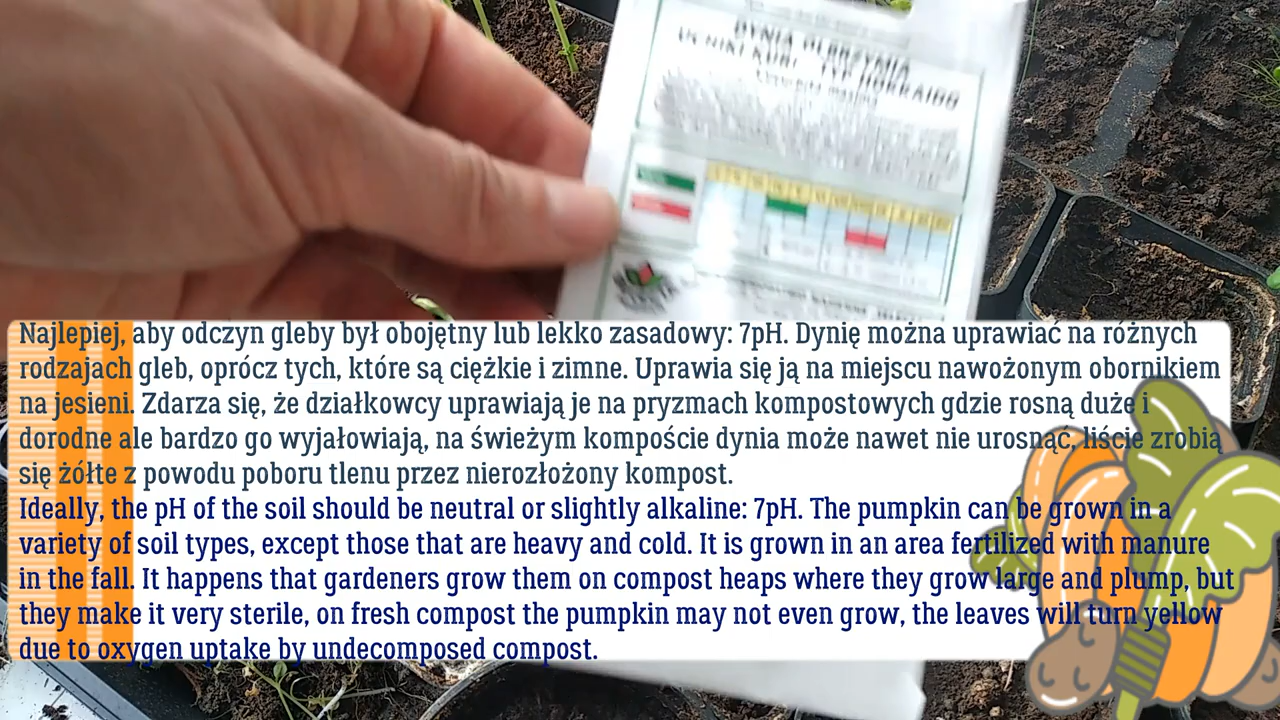 DYNIA OLBRZYMIA
UCHIKI KURI - TYP HOKKAIDO
Najlepiej, aby odczyn gleby był obojętny lub lekko zasadowy: 7pH. Dynię można uprawiać na różnych
rodzajach gleb, oprócz tych, które są ciężkie i zimne. Uprawia się ją na miejscu nawożonym obornikiem
na jesieni. Zdarza się, że działkowcy uprawiają je na pryzmach kompostowych gdzie rosną duże i
dorodne ale bardzo go wyjaławiają, na świeżym kompoście dynia może nawet nie urosnąć, liście zrobią
się żółte z powodu poboru tlenu przez nierozłożony kompost.
Ideally, the pH of the soil should be neutral or slightly alkaline: 7pH. The pumpkin can be grown in a
variety of soil types, except those that are heavy and cold. It is grown in an area fertilized with manure
in the fall. It happens that gardeners grow them on compost heaps where they grow large and plump, but
they make it very sterile, on fresh compost the pumpkin may not even grow, the leaves will turn yellow
due to oxygen uptake by undecomposed compost.